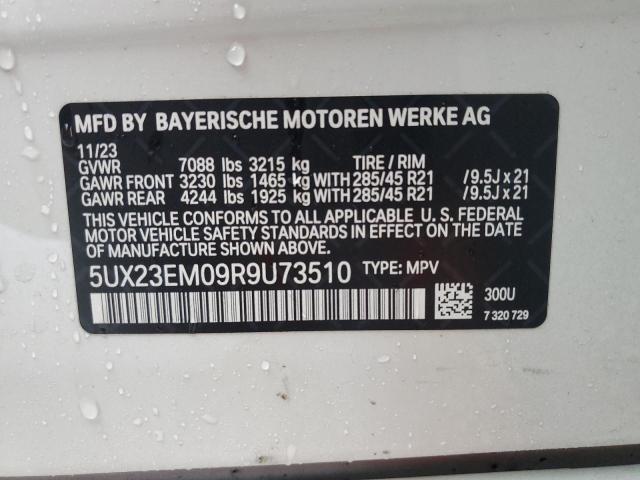 MFD BY BAYERISCHE MOTOREN WERKE AG
11/23
GVWR 7088 lbs 3215 kg TIRE / RIM
GAWR FRONT 3230 lbs 1465 kg WITH 285/45 R21 /9.5J x 21
GAWR REAR 4244 lbs 1925 kg WITH 285/45 R21 /9.5J x 21
THIS VEHICLE CONFORMS TO ALL APPLICABLE U. S. FEDERAL
MOTOR VEHICLE SAFETY STANDARDS IN EFFECT ON THE DATE
OF MANUFACTURE SHOWN ABOVE.
5UX23EM09R9U73510 TYPE: MPV
300U
7 320 729